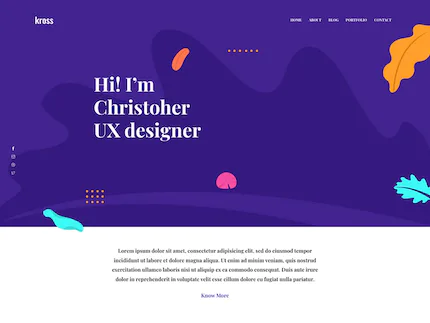 kross
HOME ABOUT BLOG PORTFOLIO CONTACT
Hi! I'm
Christoher
UX designer
Lorem ipsum dolor sit amet, consectetur adipisicing elit, sed do eiusmod tempor
incididunt ut labore et dolore magna aliqua. Ut enim ad minim veniam, quis nostrud
exercitation ullamco laboris nisi ut aliquip ex ea commodo consequat. Duis aute irure
dolor in reprehenderit in voluptate velit esse cillum dolore eu fugiat nulla pariatur.
Know More